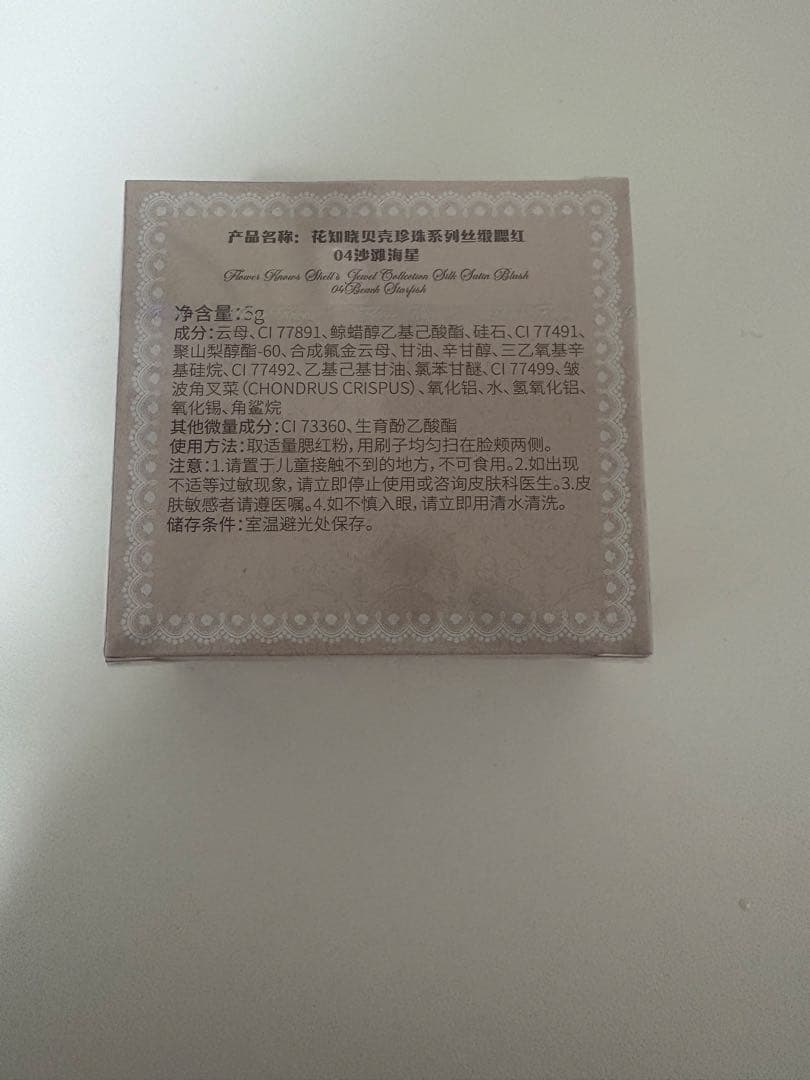 产品名称：花知晓贝壳珍珠系列丝缎腮红
04沙滩海星
Flower Knows Shell's Jewel Collection Silk Satin Blush
04 Beach Starfish
净含量：5g
成分：云母、CI 77891、鲸蜡醇乙基己酸酯、硅石、CI 77491、
聚山梨醇酯-60、合成氟金云母、甘油、辛甘醇、三乙氧基辛
基硅烷、CI 77492、乙基己基甘油、氯苯甘醚、CI 77499、皱
波角叉菜（CHONDRUS CRISPUS）、氧化铝、水、氢氧化铝、
氧化锡、角鲨烷
其他微量成分：CI 73360、生育酚乙酸酯
使用方法：取适量腮红粉，用刷子均匀扫在脸颊两侧。
注意：1.请置于儿童接触不到的地方，不可食用。2.如出现
不适等过敏现象，请立即停止使用或咨询皮肤科医生。3.皮
肤敏感者请遵医嘱。4.如不慎入眼，请立即用清水清洗。
储存条件：室温避光处保存。